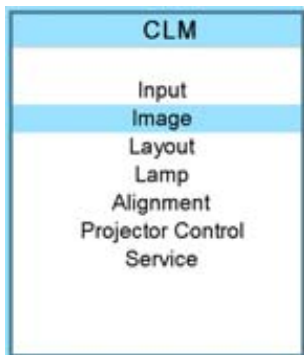 CLM
Input
Image
Layout
Lamp
Alignment
Projector Control
Service